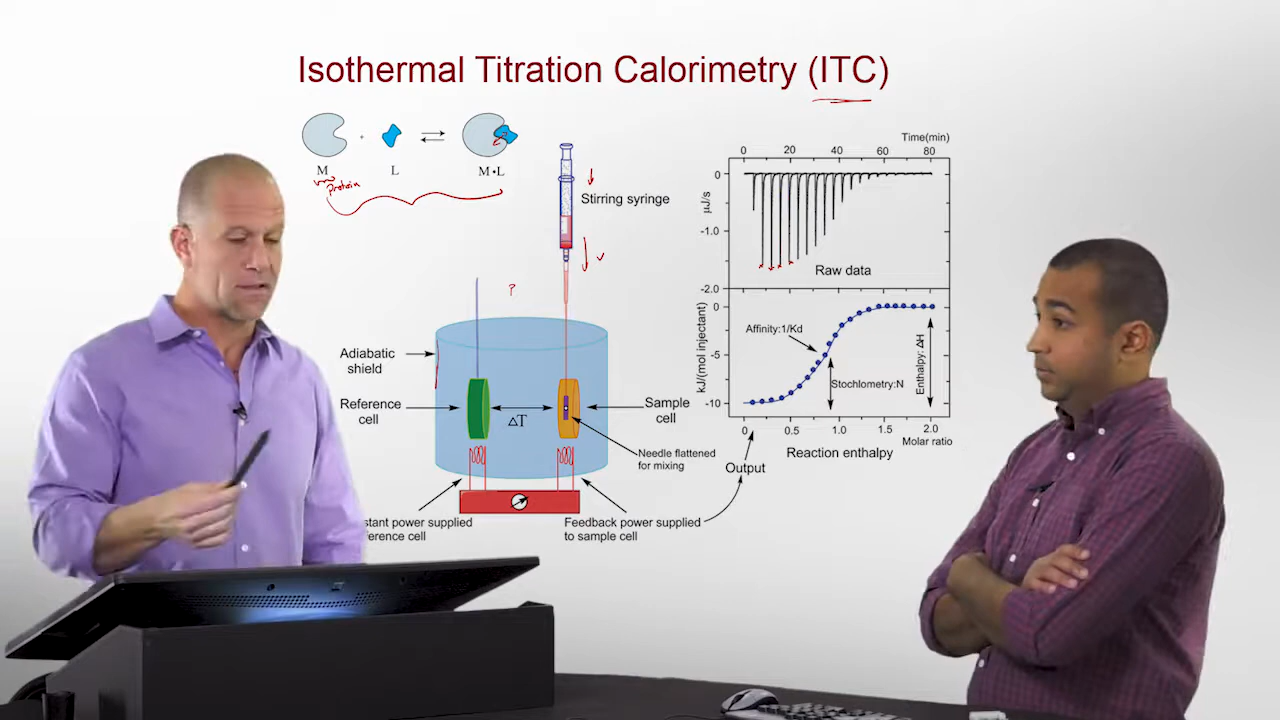 Isothermal Titration Calorimetry (ITC)
M
+
L
M•L
Protein
Stirring syringe
?
Adiabatic
shield
Reference
cell
ΔT
Sample
cell
Needle flattened
for mixing
stant power supplied
ference cell
Feedback power supplied
to sample cell
Output
Time(min)
0 20 40 60 80
0
-1.0
-2.0
µJ/s
Raw data
0
-5
-10
kJ/(mol injectant)
Affinity:1/Kd
Stochlometry:N
Enthalpy: ΔH
0 0.5 1.0 1.5 2.0
Molar ratio
Reaction enthalpy